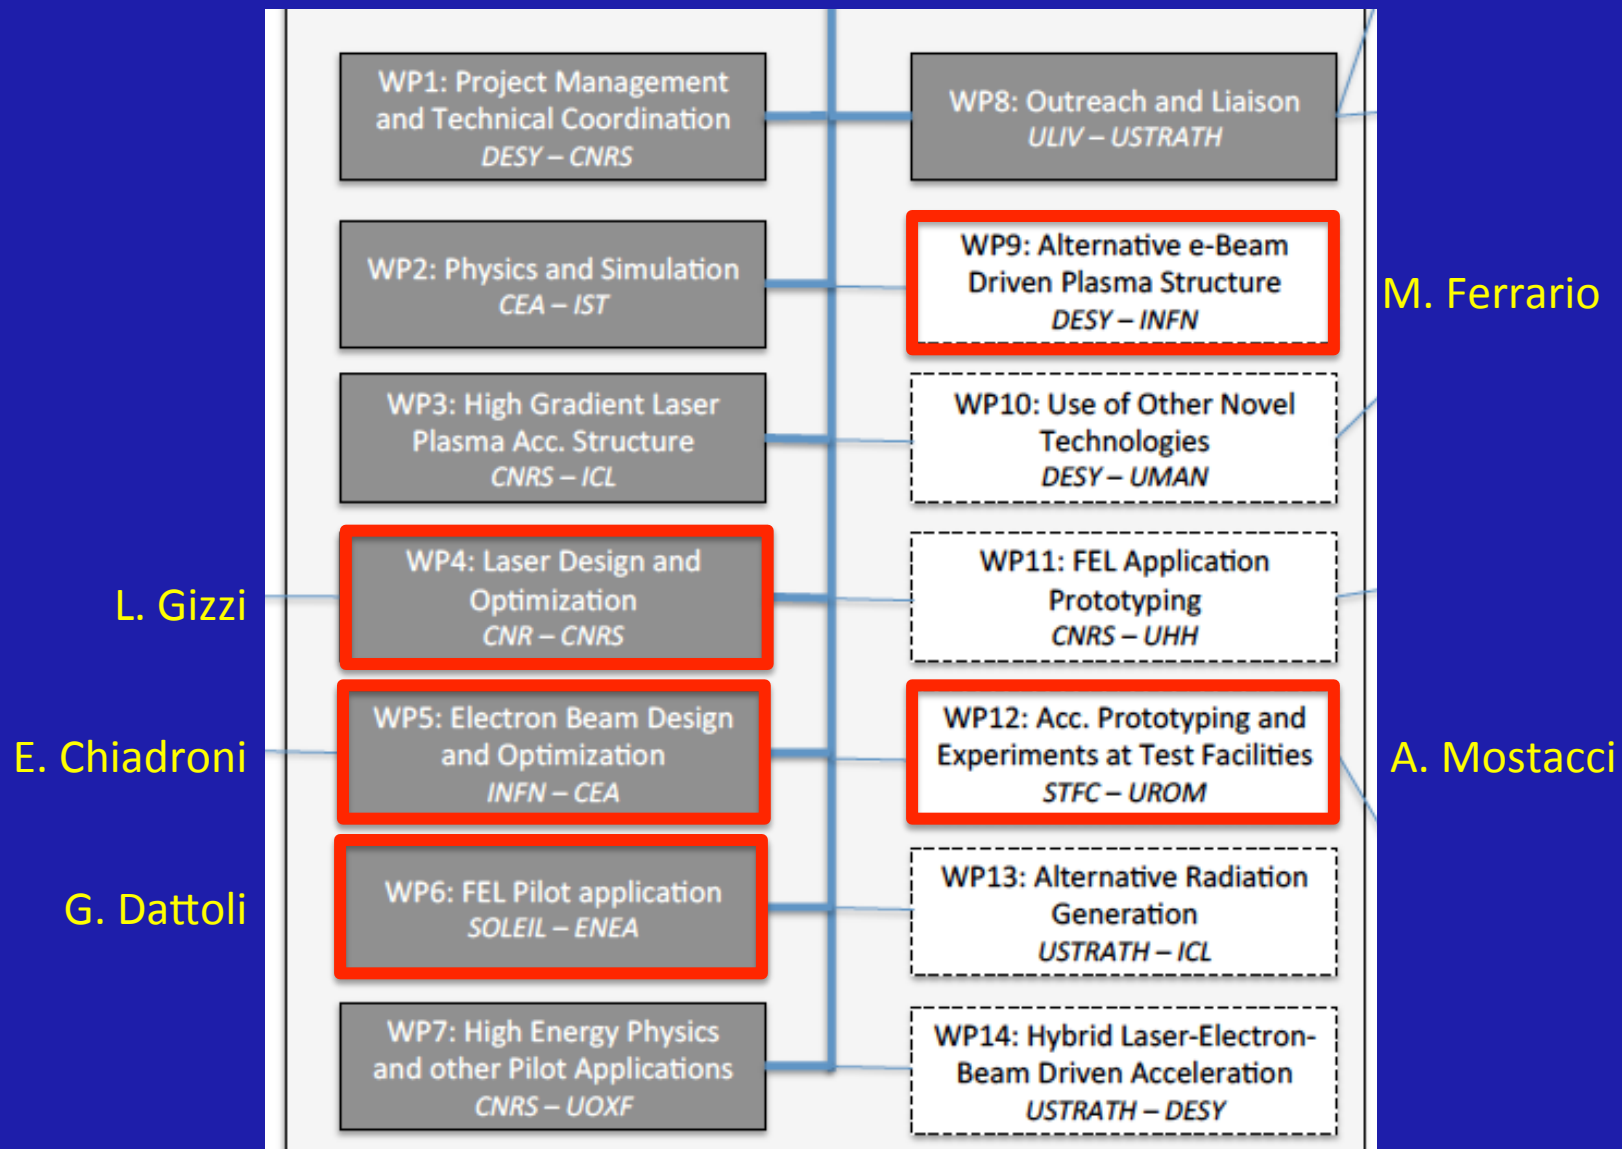 WP1: Project Management
and Technical Coordination
DESY – CNRS
WP2: Physics and Simulation
CEA – IST
WP3: High Gradient Laser
Plasma Acc. Structure
CNRS – ICL
L. Gizzi
WP4: Laser Design and
Optimization
CNR – CNRS
E. Chiadroni
WP5: Electron Beam Design
and Optimization
INFN – CEA
G. Dattoli
WP6: FEL Pilot application
SOLEIL – ENEA
WP7: High Energy Physics
and other Pilot Applications
CNRS – UOXF
WP8: Outreach and Liaison
ULIV – USTRATH
WP9: Alternative e-Beam
Driven Plasma Structure
DESY – INFN
M. Ferrario
WP10: Use of Other Novel
Technologies
DESY – UMAN
WP11: FEL Application
Prototyping
CNRS – UHH
WP12: Acc. Prototyping and
Experiments at Test Facilities
STFC – UROM
A. Mostacci
WP13: Alternative Radiation
Generation
USTRATH – ICL
WP14: Hybrid Laser-Electron-
Beam Driven Acceleration
USTRATH – DESY